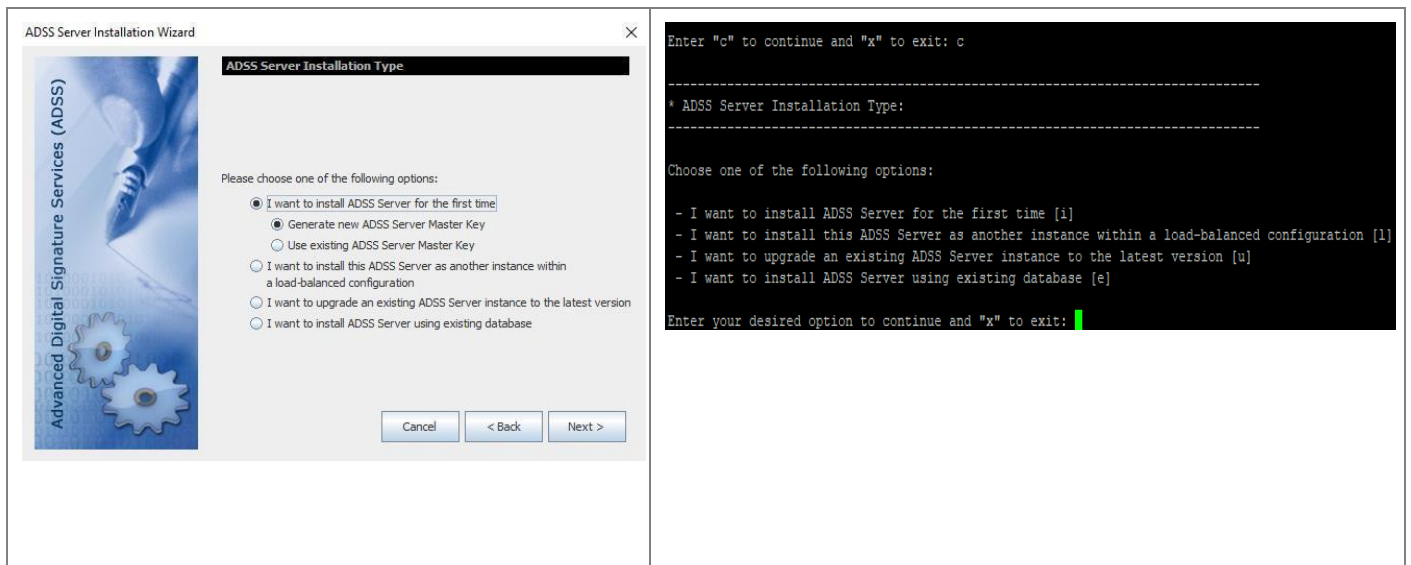 ADSS Server Installation Wizard
Advanced Digital Signature Services (ADSS)
ADSS Server Installation Type
Please choose one of the following options:
I want to install ADSS Server for the first time
Generate new ADSS Server Master Key
Use existing ADSS Server Master Key
I want to install this ADSS Server as another instance within
a load-balanced configuration
I want to upgrade an existing ADSS Server instance to the latest version
I want to install ADSS Server using existing database
Cancel
< Back
Next >
Enter "c" to continue and "x" to exit: c
--------------------------------------------------------------------------------
* ADSS Server Installation Type:
--------------------------------------------------------------------------------
Choose one of the following options:
- I want to install ADSS Server for the first time [i]
- I want to install this ADSS Server as another instance within a load-balanced configuration [l]
- I want to upgrade an existing ADSS Server instance to the latest version [u]
- I want to install ADSS Server using existing database [e]
Enter your desired option to continue and "x" to exit: